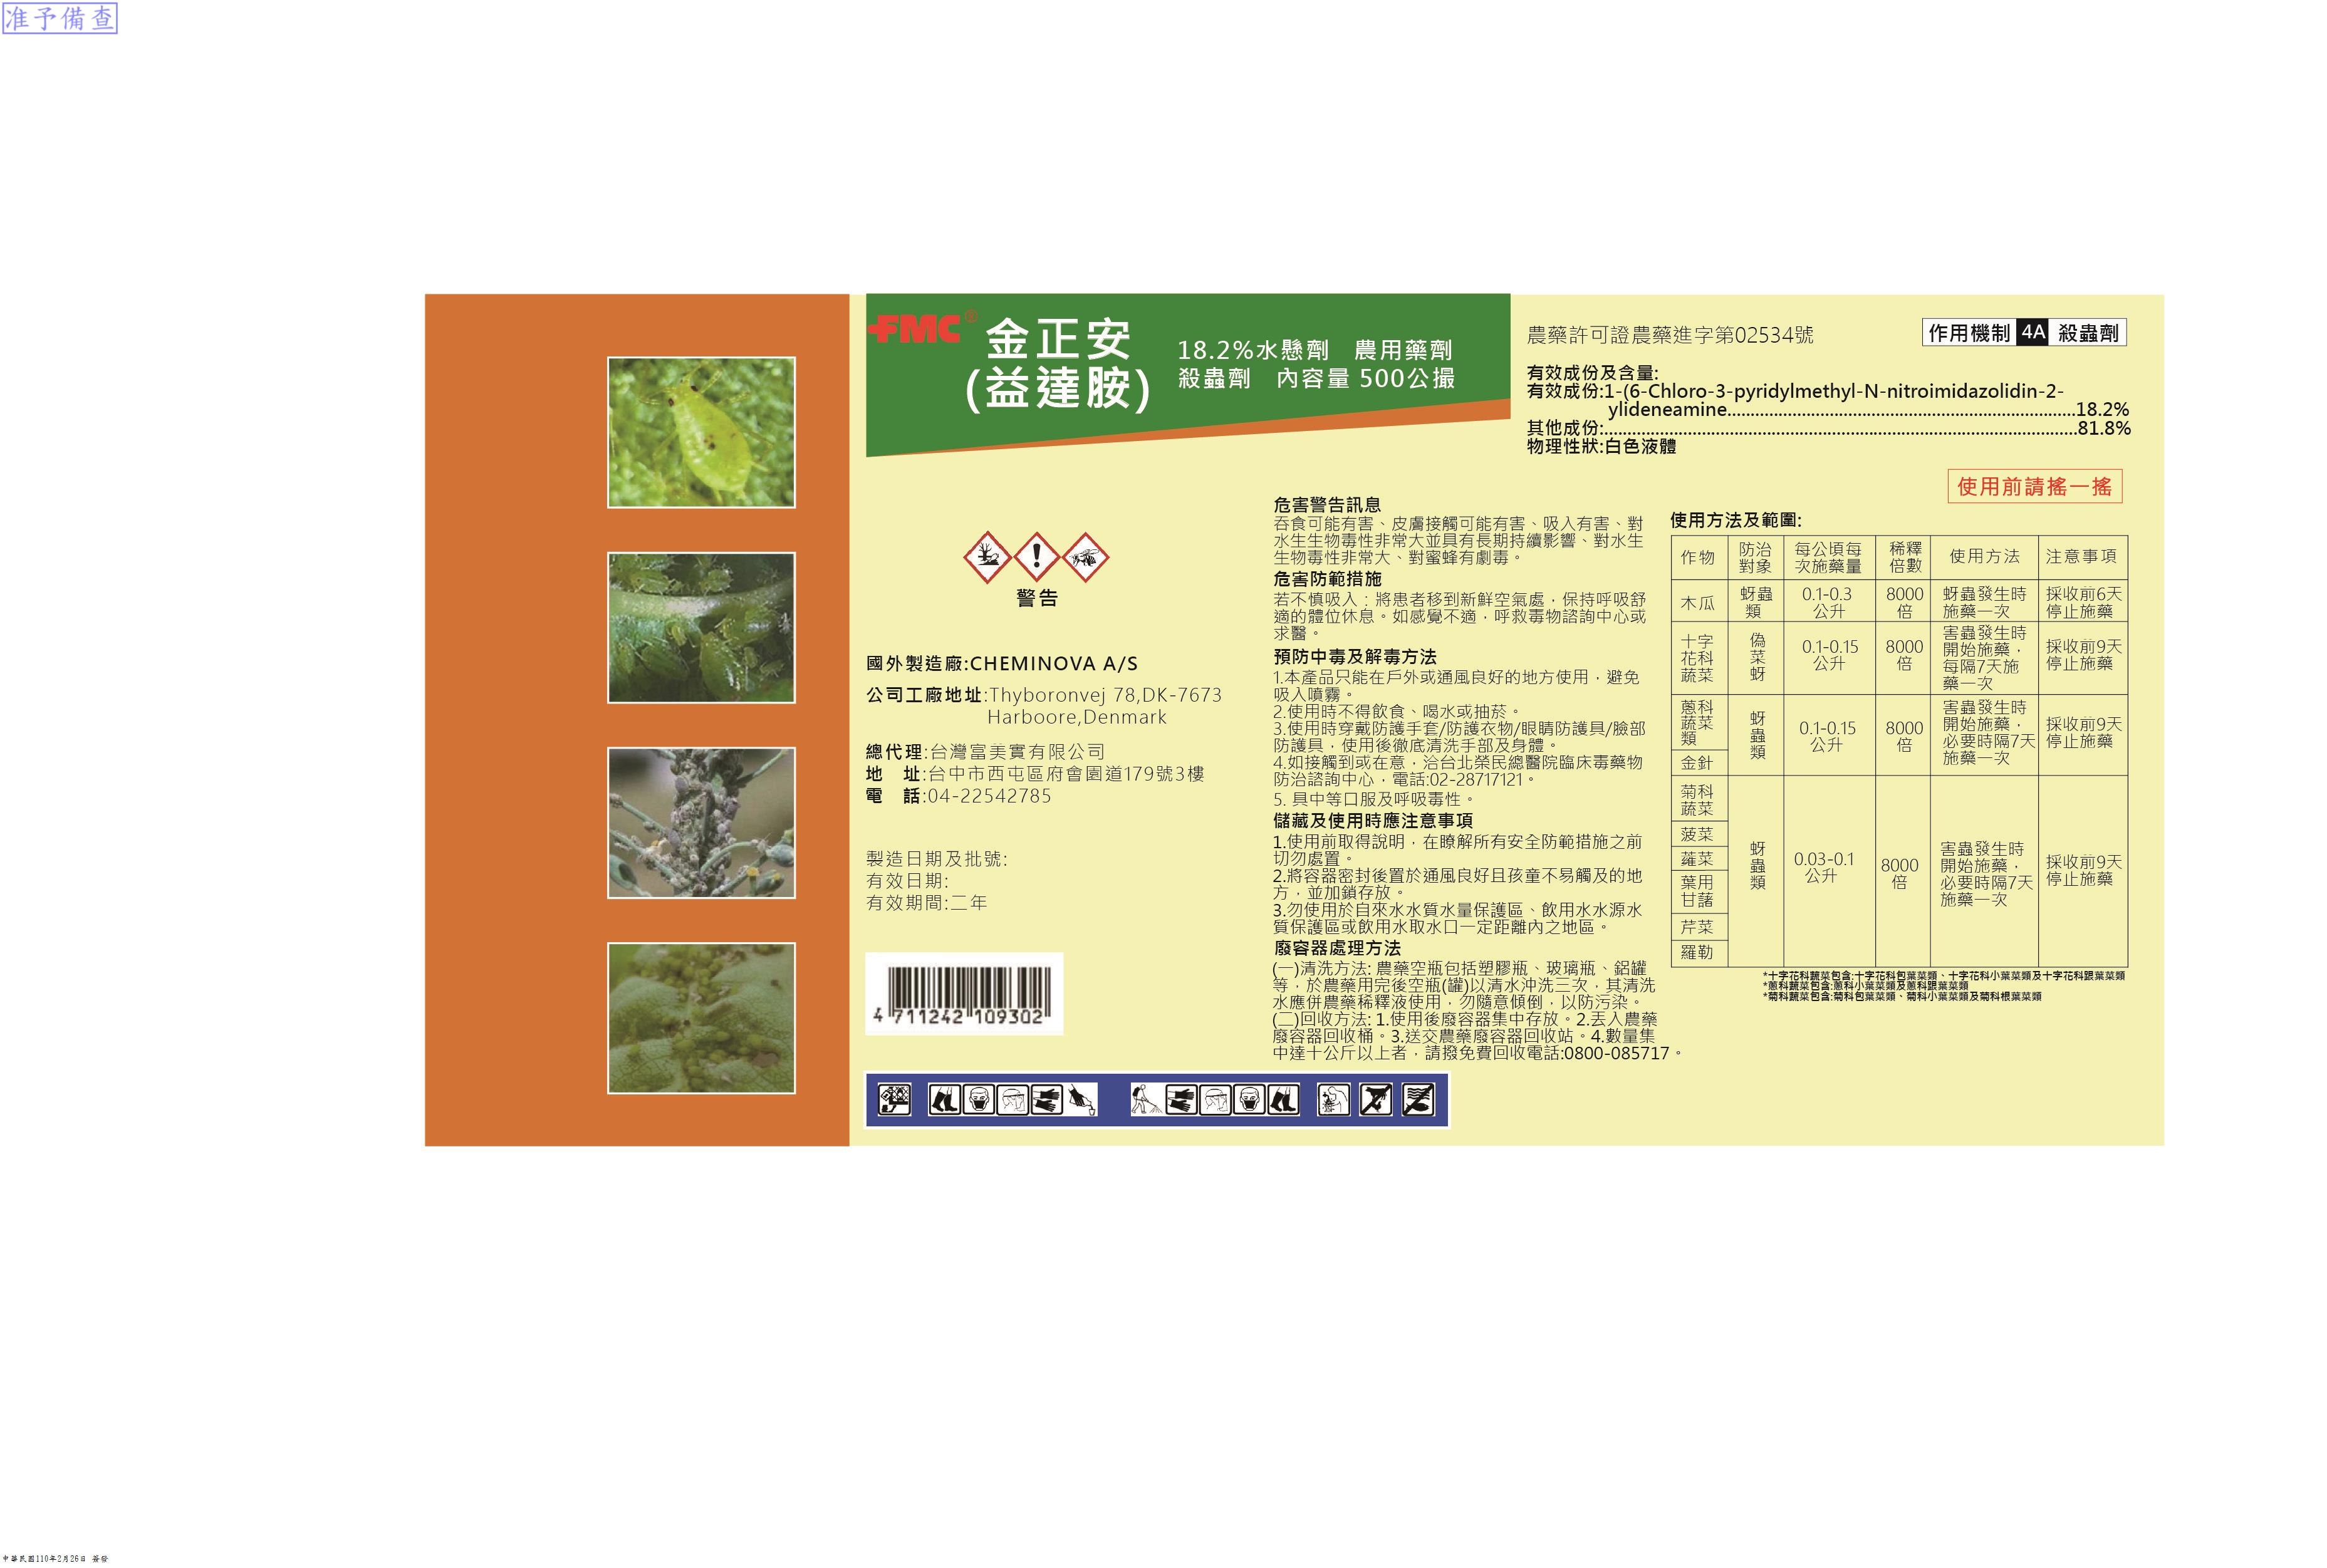 准予備查
FMC®
金正安
(益達胺)
18.2%水懸劑 農用藥劑
殺蟲劑 內容量 500公撮
農藥許可證農藥進字第02534號
作用機制 4A 殺蟲劑
有效成份及含量:
有效成份:1-(6-Chloro-3-pyridylmethyl-N-nitroimidazolidin-2-
ylideneamine..........................................................................18.2%
其他成份:.....................................................................................................81.8%
物理性狀:白色液體
使用前請搖一搖
警告
國外製造廠:CHEMINOVA A/S
公司工廠地址:Thyboronvej 78,DK-7673
Harboore,Denmark
總代理:台灣富美實有限公司
地 址:台中市西屯區府會園道179號3樓
電 話:04-22542785
製造日期及批號:
有效日期:
有效期間:二年
4 711242 109302
危害警告訊息
吞食可能有害、皮膚接觸可能有害、吸入有害、對
水生生物毒性非常大並具有長期持續影響、對水生
生物毒性非常大、對蜜蜂有劇毒。
危害防範措施
若不慎吸入：將患者移到新鮮空氣處，保持呼吸舒
適的體位休息。如感覺不適，呼救毒物諮詢中心或
求醫。
預防中毒及解毒方法
1.本產品只能在戶外或通風良好的地方使用，避免
吸入噴霧。
2.使用時不得飲食、喝水或抽菸。
3.使用時穿戴防護手套/防護衣物/眼睛防護具/臉部
防護具，使用後徹底清洗手部及身體。
4.如接觸到或在意，洽台北榮民總醫院臨床毒藥物
防治諮詢中心，電話:02-28717121。
5. 具中等口服及呼吸毒性。
儲藏及使用時應注意事項
1.使用前取得說明，在瞭解所有安全防範措施之前
切勿處置。
2.將容器密封後置於通風良好且孩童不易觸及的地
方，並加鎖存放。
3.勿使用於自來水水質水量保護區、飲用水水源水
質保護區或飲用水取水口一定距離內之地區。
廢容器處理方法
(一)清洗方法: 農藥空瓶包括塑膠瓶、玻璃瓶、鋁罐
等，於農藥用完後空瓶(罐)以清水沖洗三次，其清洗
水應併農藥稀釋液使用，勿隨意傾倒，以防污染。
(二)回收方法: 1.使用後廢容器集中存放。2.丟入農藥
廢容器回收桶。3.送交農藥廢容器回收站。4.數量集
中達十公斤以上者，請撥免費回收電話:0800-085717。
使用方法及範圍:
作物 防治對象 每公頃每次施藥量 稀釋倍數 使用方法 注意事項
木瓜 蚜蟲類 0.1-0.3公升 8000倍 蚜蟲發生時施藥一次 採收前6天停止施藥
十字花科蔬菜 偽菜蚜 0.1-0.15公升 8000倍 害蟲發生時開始施藥，每隔7天施藥一次 採收前9天停止施藥
蔥科蔬菜類 蚜蟲類 0.1-0.15公升 8000倍 害蟲發生時開始施藥，必要時隔7天施藥一次 採收前9天停止施藥
金針
菊科蔬菜 蚜蟲類 0.03-0.1公升 8000倍 害蟲發生時開始施藥，必要時隔7天施藥一次 採收前9天停止施藥
菠菜
蕹菜
葉用甘藷
芹菜
羅勒
*十字花科蔬菜包含:十字花科包葉菜類、十字花科小葉菜類及十字花科跟葉菜類
*蔥科蔬菜包含:蔥科小葉菜類及蔥科跟葉菜類
*菊科蔬菜包含:菊科包葉菜類、菊科小葉菜類及菊科根葉菜類
中華民國110年2月26日 簽發